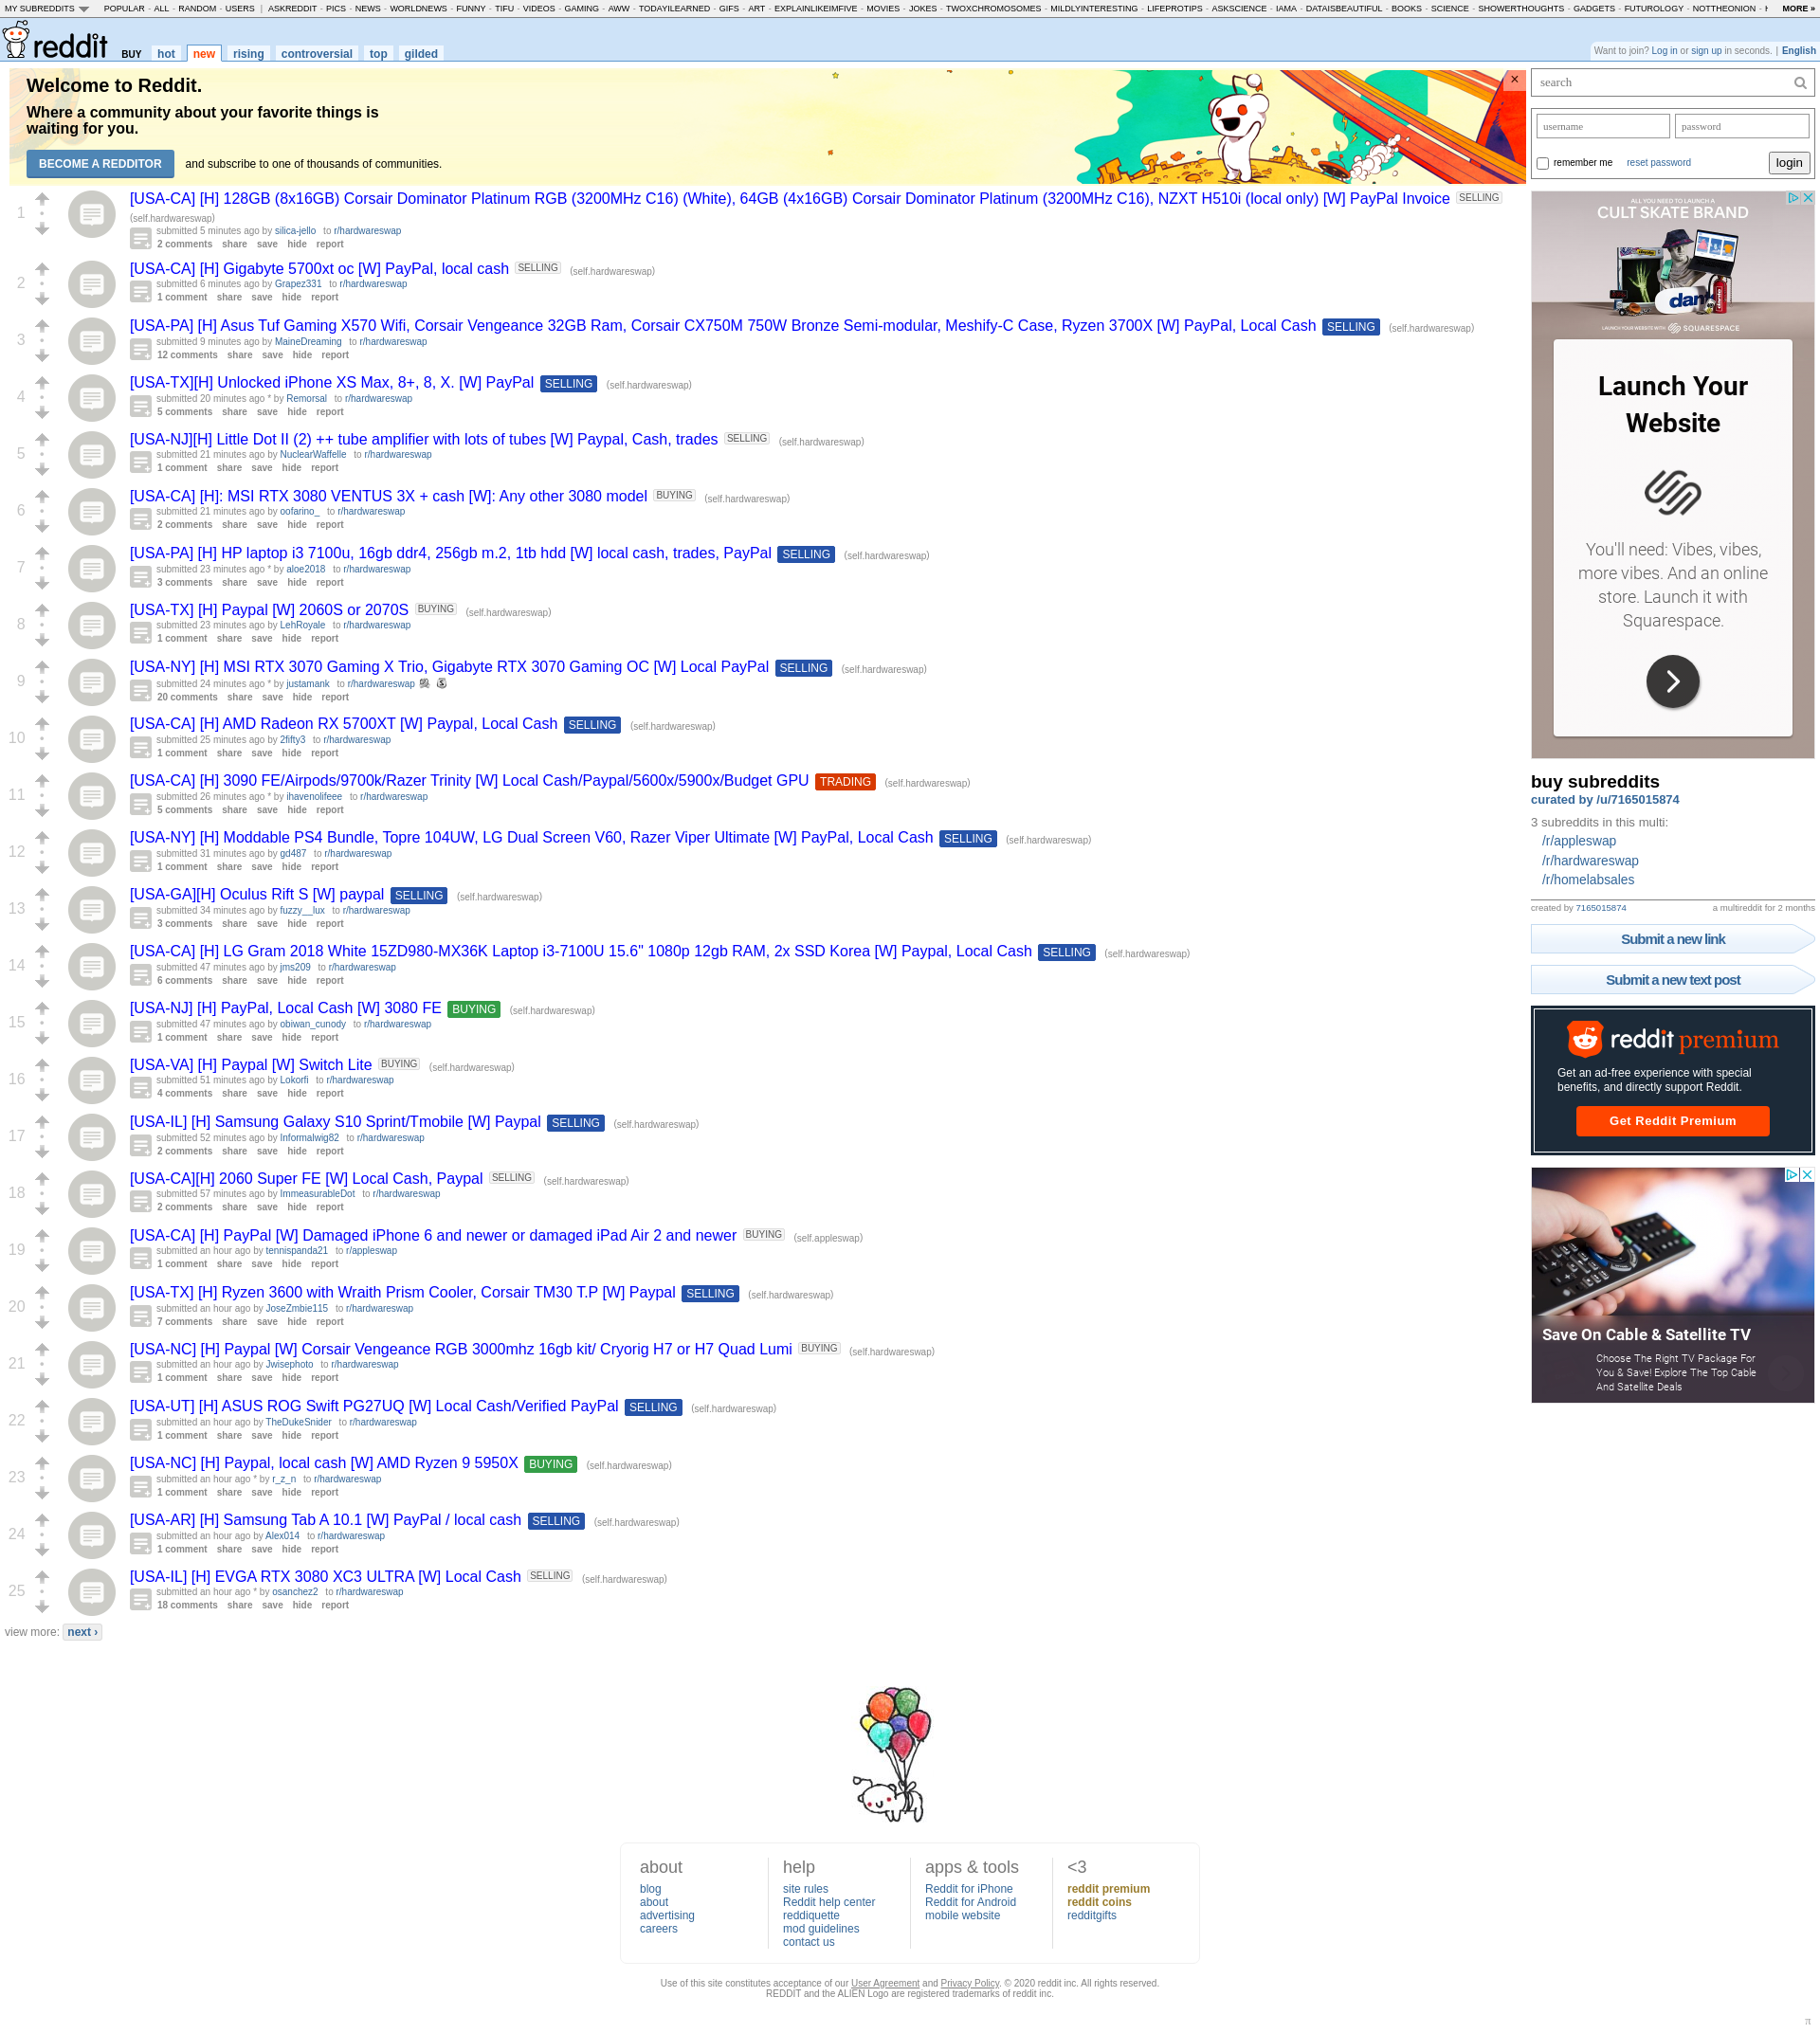 MY SUBREDDITS POPULAR - ALL - RANDOM - USERS | ASKREDDIT - PICS - NEWS - WORLDNEWS - FUNNY - TIFU - VIDEOS - GAMING - AWW - TODAYILEARNED - GIFS - ART - EXPLAINLIKEIMFIVE - MOVIES - JOKES - TWOXCHROMOSOMES - MILDLYINTERESTING - LIFEPROTIPS - ASKSCIENCE - IAMA - DATAISBEAUTIFUL - BOOKS - SCIENCE - SHOWERTHOUGHTS - GADGETS - FUTUROLOGY - NOTTHEONION - MORE »
reddit BUY hot new rising controversial top gilded
Want to join? Log in or sign up in seconds. | English
Welcome to Reddit.
Where a community about your favorite things is
waiting for you.
BECOME A REDDITOR and subscribe to one of thousands of communities.
×
1
[USA-CA] [H] 128GB (8x16GB) Corsair Dominator Platinum RGB (3200MHz C16) (White), 64GB (4x16GB) Corsair Dominator Platinum (3200MHz C16), NZXT H510i (local only) [W] PayPal Invoice SELLING
(self.hardwareswap)
submitted 5 minutes ago by silica-jello to r/hardwareswap
2 comments share save hide report
2
[USA-CA] [H] Gigabyte 5700xt oc [W] PayPal, local cash SELLING (self.hardwareswap)
submitted 6 minutes ago by Grapez331 to r/hardwareswap
1 comment share save hide report
3
[USA-PA] [H] Asus Tuf Gaming X570 Wifi, Corsair Vengeance 32GB Ram, Corsair CX750M 750W Bronze Semi-modular, Meshify-C Case, Ryzen 3700X [W] PayPal, Local Cash SELLING (self.hardwareswap)
submitted 9 minutes ago by MaineDreaming to r/hardwareswap
12 comments share save hide report
4
[USA-TX][H] Unlocked iPhone XS Max, 8+, 8, X. [W] PayPal SELLING (self.hardwareswap)
submitted 20 minutes ago * by Remorsal to r/hardwareswap
5 comments share save hide report
5
[USA-NJ][H] Little Dot II (2) ++ tube amplifier with lots of tubes [W] Paypal, Cash, trades SELLING (self.hardwareswap)
submitted 21 minutes ago by NuclearWaffelle to r/hardwareswap
1 comment share save hide report
6
[USA-CA] [H]: MSI RTX 3080 VENTUS 3X + cash [W]: Any other 3080 model BUYING (self.hardwareswap)
submitted 21 minutes ago by oofarino_ to r/hardwareswap
2 comments share save hide report
7
[USA-PA] [H] HP laptop i3 7100u, 16gb ddr4, 256gb m.2, 1tb hdd [W] local cash, trades, PayPal SELLING (self.hardwareswap)
submitted 23 minutes ago * by aloe2018 to r/hardwareswap
3 comments share save hide report
8
[USA-TX] [H] Paypal [W] 2060S or 2070S BUYING (self.hardwareswap)
submitted 23 minutes ago by LehRoyale to r/hardwareswap
1 comment share save hide report
9
[USA-NY] [H] MSI RTX 3070 Gaming X Trio, Gigabyte RTX 3070 Gaming OC [W] Local PayPal SELLING (self.hardwareswap)
submitted 24 minutes ago * by justamank to r/hardwareswap
20 comments share save hide report
10
[USA-CA] [H] AMD Radeon RX 5700XT [W] Paypal, Local Cash SELLING (self.hardwareswap)
submitted 25 minutes ago by 2fifty3 to r/hardwareswap
1 comment share save hide report
11
[USA-CA] [H] 3090 FE/Airpods/9700k/Razer Trinity [W] Local Cash/Paypal/5600x/5900x/Budget GPU TRADING (self.hardwareswap)
submitted 26 minutes ago * by ihavenolifeee to r/hardwareswap
5 comments share save hide report
12
[USA-NY] [H] Moddable PS4 Bundle, Topre 104UW, LG Dual Screen V60, Razer Viper Ultimate [W] PayPal, Local Cash SELLING (self.hardwareswap)
submitted 31 minutes ago by gd487 to r/hardwareswap
1 comment share save hide report
13
[USA-GA][H] Oculus Rift S [W] paypal SELLING (self.hardwareswap)
submitted 34 minutes ago by fuzzy__lux to r/hardwareswap
3 comments share save hide report
14
[USA-CA] [H] LG Gram 2018 White 15ZD980-MX36K Laptop i3-7100U 15.6" 1080p 12gb RAM, 2x SSD Korea [W] Paypal, Local Cash SELLING (self.hardwareswap)
submitted 47 minutes ago by jms209 to r/hardwareswap
6 comments share save hide report
15
[USA-NJ] [H] PayPal, Local Cash [W] 3080 FE BUYING (self.hardwareswap)
submitted 47 minutes ago by obiwan_cunody to r/hardwareswap
1 comment share save hide report
16
[USA-VA] [H] Paypal [W] Switch Lite BUYING (self.hardwareswap)
submitted 51 minutes ago by Lokorfi to r/hardwareswap
4 comments share save hide report
17
[USA-IL] [H] Samsung Galaxy S10 Sprint/Tmobile [W] Paypal SELLING (self.hardwareswap)
submitted 52 minutes ago by Informalwig82 to r/hardwareswap
2 comments share save hide report
18
[USA-CA][H] 2060 Super FE [W] Local Cash, Paypal SELLING (self.hardwareswap)
submitted 57 minutes ago by ImmeasurableDot to r/hardwareswap
2 comments share save hide report
19
[USA-CA] [H] PayPal [W] Damaged iPhone 6 and newer or damaged iPad Air 2 and newer BUYING (self.appleswap)
submitted an hour ago by tennispanda21 to r/appleswap
1 comment share save hide report
20
[USA-TX] [H] Ryzen 3600 with Wraith Prism Cooler, Corsair TM30 T.P [W] Paypal SELLING (self.hardwareswap)
submitted an hour ago by JoseZmbie115 to r/hardwareswap
7 comments share save hide report
21
[USA-NC] [H] Paypal [W] Corsair Vengeance RGB 3000mhz 16gb kit/ Cryorig H7 or H7 Quad Lumi BUYING (self.hardwareswap)
submitted an hour ago by Jwisephoto to r/hardwareswap
1 comment share save hide report
22
[USA-UT] [H] ASUS ROG Swift PG27UQ [W] Local Cash/Verified PayPal SELLING (self.hardwareswap)
submitted an hour ago by TheDukeSnider to r/hardwareswap
1 comment share save hide report
23
[USA-NC] [H] Paypal, local cash [W] AMD Ryzen 9 5950X BUYING (self.hardwareswap)
submitted an hour ago * by r_z_n to r/hardwareswap
1 comment share save hide report
24
[USA-AR] [H] Samsung Tab A 10.1 [W] PayPal / local cash SELLING (self.hardwareswap)
submitted an hour ago by Alex014 to r/hardwareswap
1 comment share save hide report
25
[USA-IL] [H] EVGA RTX 3080 XC3 ULTRA [W] Local Cash SELLING (self.hardwareswap)
submitted an hour ago * by osanchez2 to r/hardwareswap
18 comments share save hide report
view more: next ›
search
username password
remember me reset password login
ALL YOU NEED TO LAUNCH A
CULT SKATE BRAND
dan
LAUNCH YOUR WEBSITE WITH SQUARESPACE
Launch Your
Website
You'll need: Vibes, vibes,
more vibes. And an online
store. Launch it with
Squarespace.
buy subreddits
curated by /u/7165015874
3 subreddits in this multi:
/r/appleswap
/r/hardwareswap
/r/homelabsales
created by 7165015874 a multireddit for 2 months
Submit a new link
Submit a new text post
reddit premium
Get an ad-free experience with special
benefits, and directly support Reddit.
Get Reddit Premium
Save On Cable & Satellite TV
Choose The Right TV Package For
You & Save! Explore The Top Cable
And Satellite Deals
about
blog
about
advertising
careers
help
site rules
Reddit help center
reddiquette
mod guidelines
contact us
apps & tools
Reddit for iPhone
Reddit for Android
mobile website
<3
reddit premium
reddit coins
redditgifts
Use of this site constitutes acceptance of our User Agreement and Privacy Policy. © 2020 reddit inc. All rights reserved.
REDDIT and the ALIEN Logo are registered trademarks of reddit inc.
π